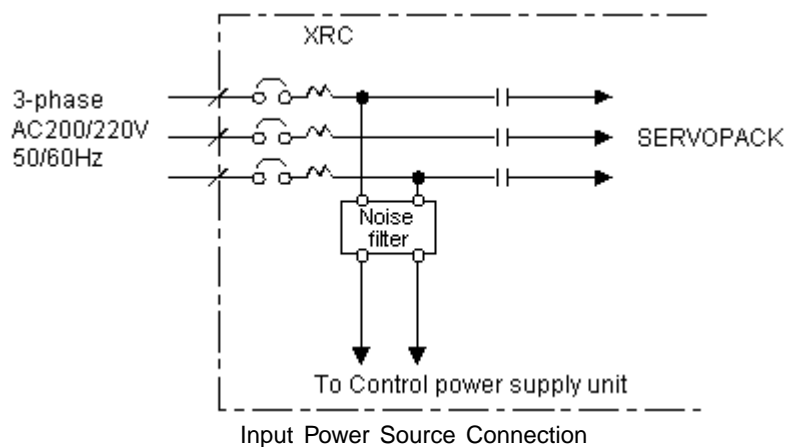 XRC
3-phase
AC200/220V
50/60Hz
SERVOPACK
Noise
filter
To Control power supply unit
Input Power Source Connection